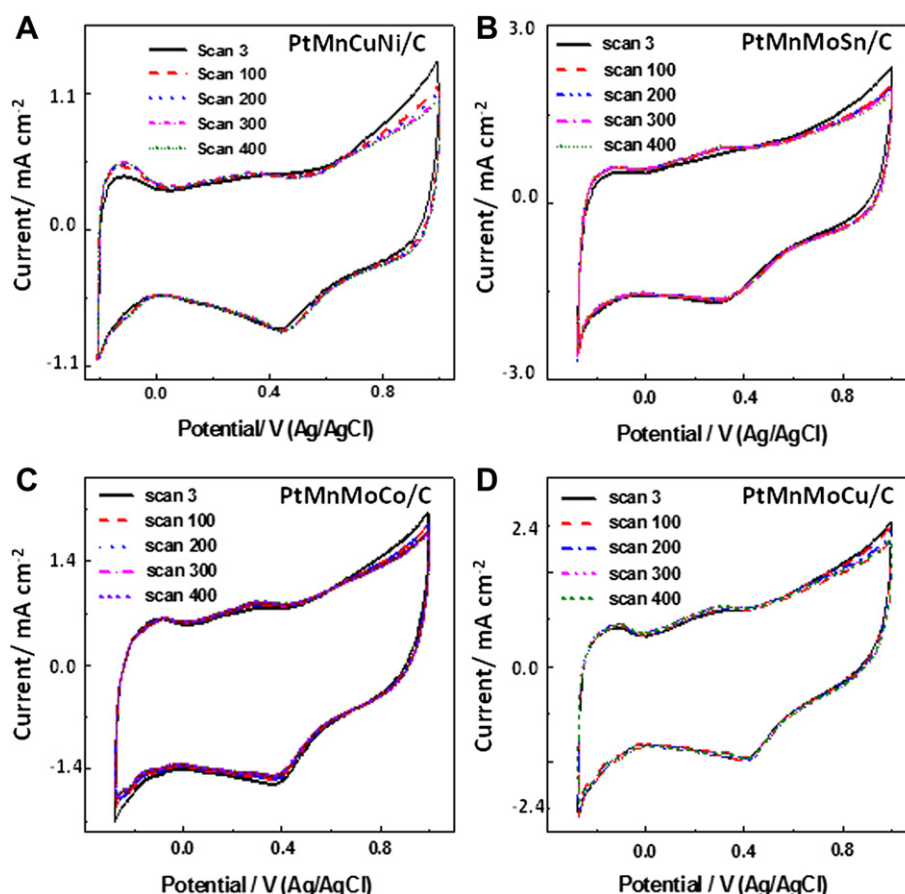 A
PtMnCuNi/C
Scan 3
Scan 100
Scan 200
Scan 300
Scan 400
1.1
0.0
-1.1
Current/ mA cm-2
0.0
0.4
0.8
Potential/ V (Ag/AgCl)
B
PtMnMoSn/C
scan 3
scan 100
scan 200
scan 300
scan 400
3.0
0.0
-3.0
Current/ mA cm-2
0.0
0.4
0.8
Potential / V (Ag/AgCl)
C
PtMnMoCo/C
scan 3
scan 100
scan 200
scan 300
scan 400
1.4
0.0
-1.4
Current/ mA cm-2
0.0
0.4
0.8
Potential / V (Ag/AgCl)
D
PtMnMoCu/C
scan 3
scan 100
scan 200
scan 300
scan 400
2.4
0.0
-2.4
Current/ mA cm-2
0.0
0.4
0.8
Potential / V (Ag/AgCl)